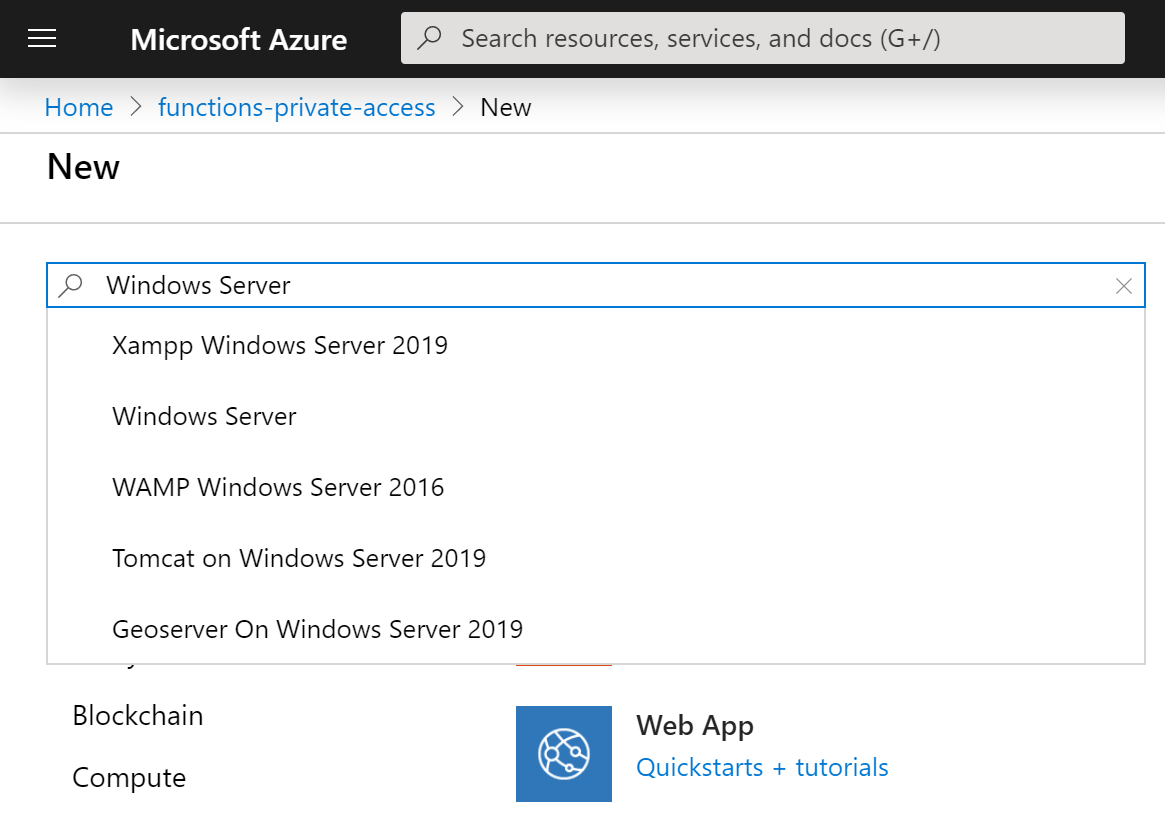 Microsoft Azure
Search resources, services, and docs (G+/)
Home > functions-private-access > New
New
Windows Server
Xampp Windows Server 2019
Windows Server
WAMP Windows Server 2016
Tomcat on Windows Server 2019
Geoserver On Windows Server 2019
Blockchain
Compute
Web App
Quickstarts + tutorials